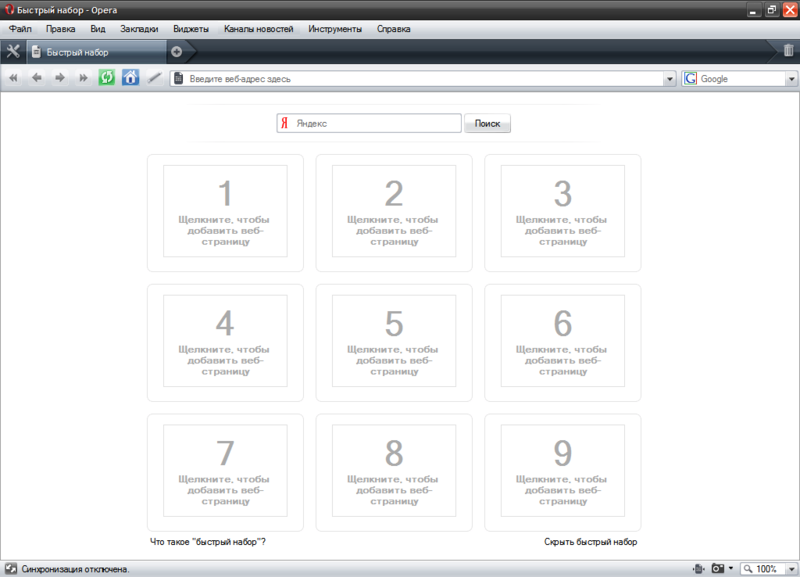 Быстрый набор - Opera
Файл Правка Вид Закладки Виджеты Каналы новостей Инструменты Справка
Быстрый набор
Введите веб-адрес здесь Google
Я Яндекс Поиск
1 2 3
Щелкните, чтобы Щелкните, чтобы Щелкните, чтобы
добавить веб- добавить веб- добавить веб-
страницу страницу страницу
4 5 6
Щелкните, чтобы Щелкните, чтобы Щелкните, чтобы
добавить веб- добавить веб- добавить веб-
страницу страницу страницу
7 8 9
Щелкните, чтобы Щелкните, чтобы Щелкните, чтобы
добавить веб- добавить веб- добавить веб-
страницу страницу страницу
Что такое "быстрый набор"? Скрыть быстрый набор
Синхронизация отключена. 100%